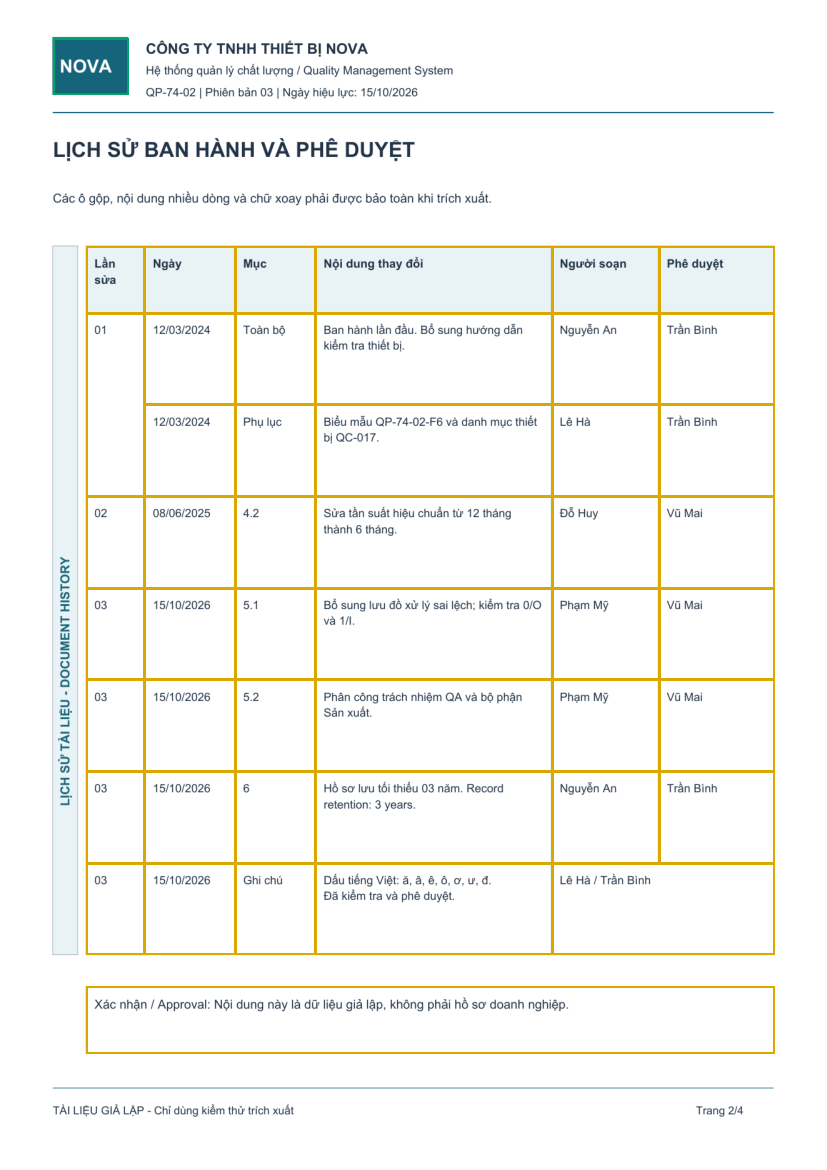 NOVA
CÔNG TY TNHH THIẾT BỊ NOVA
Hệ thống quản lý chất lượng / Quality Management System
QP-74-02 | Phiên bản 03 | Ngày hiệu lực: 15/10/2026
LỊCH SỬ BAN HÀNH VÀ PHÊ DUYỆT
Các ô gộp, nội dung nhiều dòng và chữ xoay phải được bảo toàn khi trích xuất.
LỊCH SỬ TÀI LIỆU - DOCUMENT HISTORY
Lần sửa | Ngày | Mục | Nội dung thay đổi | Người soạn | Phê duyệt
01 | 12/03/2024 | Toàn bộ | Ban hành lần đầu. Bổ sung hướng dẫn | Nguyễn An | Trần Bình
kiểm tra thiết bị.
12/03/2024 | Phụ lục | Biểu mẫu QP-74-02-F6 và danh mục thiết | Lê Hà | Trần Bình
bị QC-017.
02 | 08/06/2025 | 4.2 | Sửa tần suất hiệu chuẩn từ 12 tháng | Đỗ Huy | Vũ Mai
thành 6 tháng.
03 | 15/10/2026 | 5.1 | Bổ sung lưu đồ xử lý sai lệch; kiểm tra 0/O | Phạm Mỹ | Vũ Mai
và 1/I.
03 | 15/10/2026 | 5.2 | Phân công trách nhiệm QA và bộ phận | Phạm Mỹ | Vũ Mai
Sản xuất.
03 | 15/10/2026 | 6 | Hồ sơ lưu tối thiểu 03 năm. Record | Nguyễn An | Trần Bình
retention: 3 years.
03 | 15/10/2026 | Ghi chú | Dấu tiếng Việt: ă, â, ê, ô, ơ, ư, đ. | Lê Hà / Trần Bình
Đã kiểm tra và phê duyệt.
Xác nhận / Approval: Nội dung này là dữ liệu giả lập, không phải hồ sơ doanh nghiệp.
TÀI LIỆU GIẢ LẬP - Chỉ dùng kiểm thử trích xuất
Trang 2/4